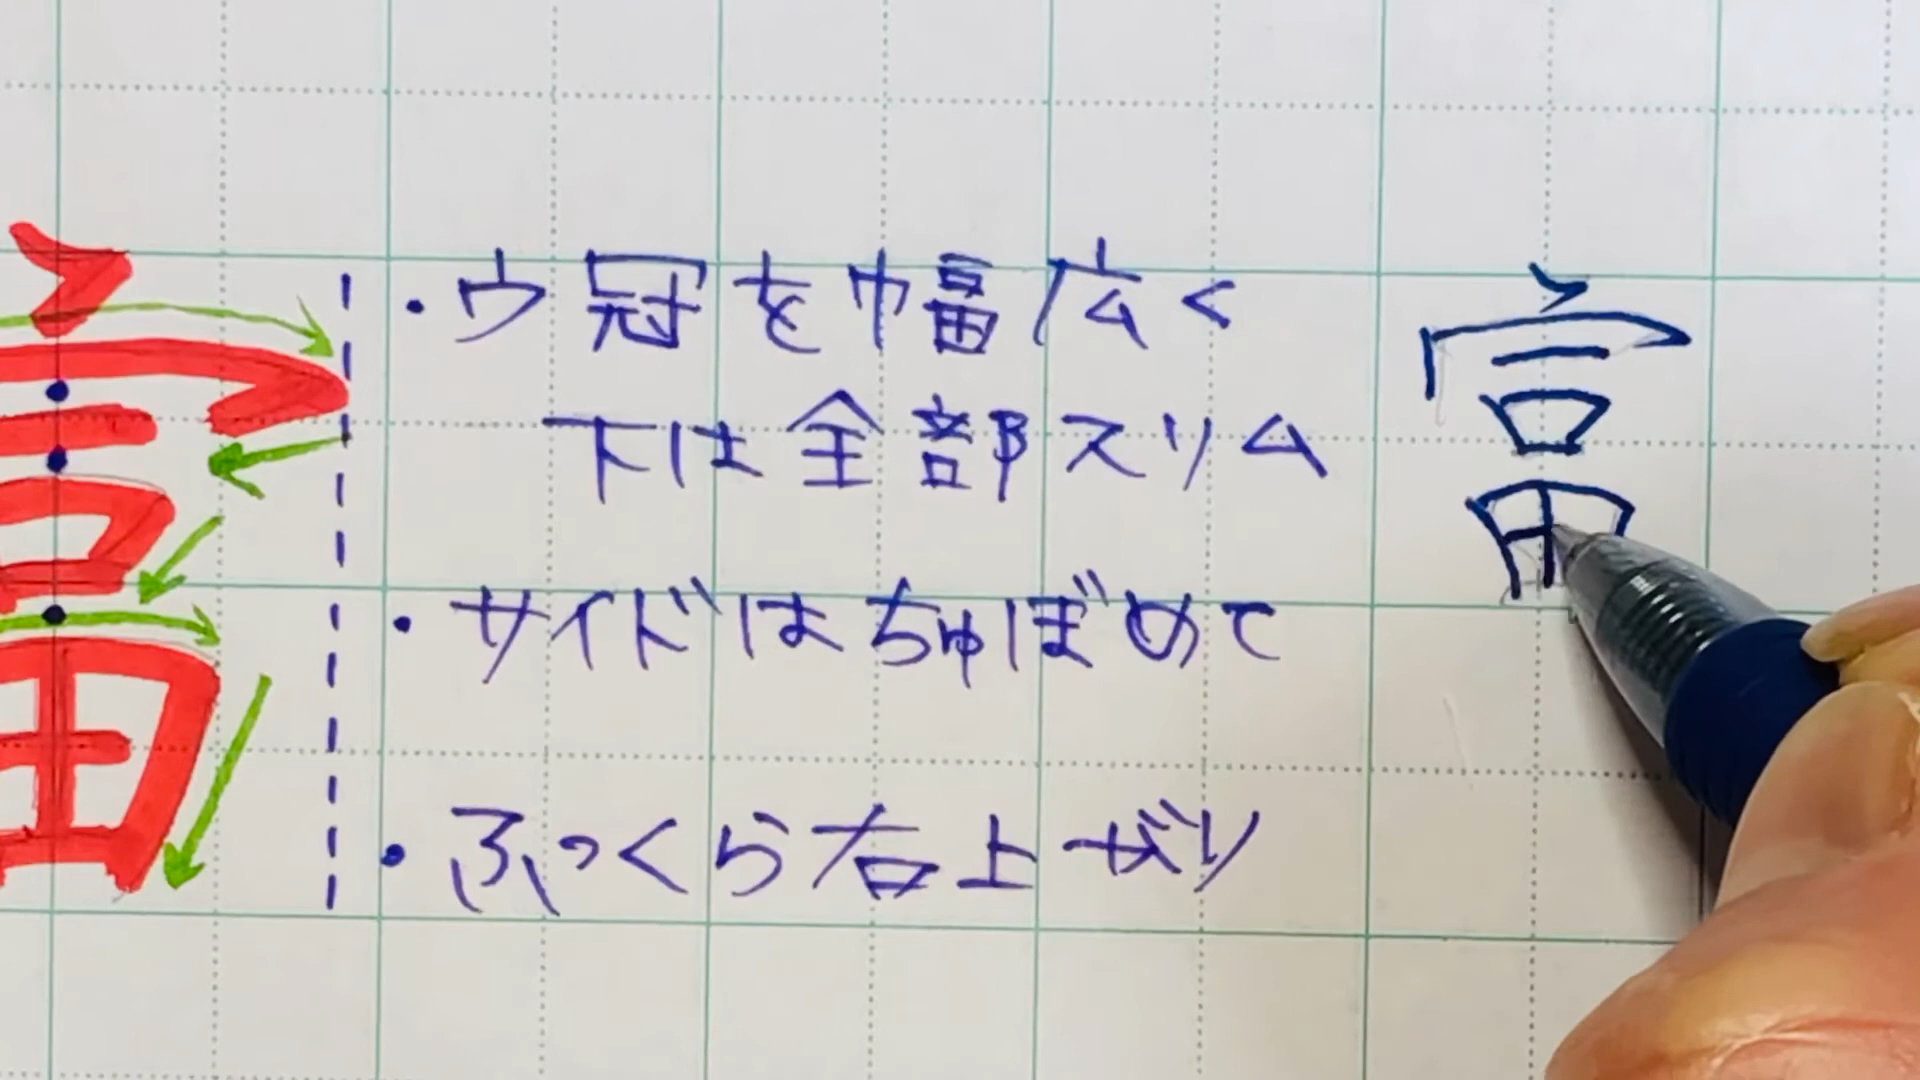 富
・ウ冠を巾幅広く
下は全部スリム
・サイドはちゅぼめて
・ふっくら右上がり
富